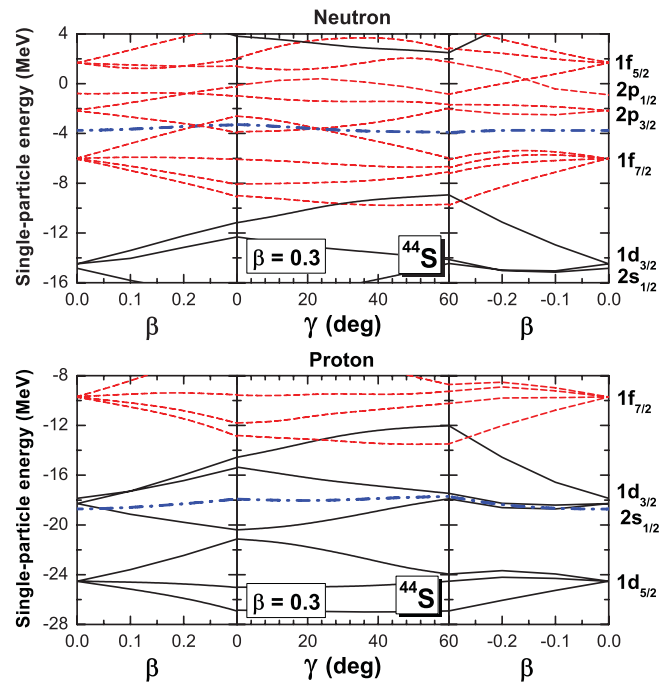 Neutron
Single-particle energy (MeV)
4
0
-4
-8
-12
-16
1f5/2
2p1/2
2p3/2
1f7/2
1d3/2
2s1/2
β = 0.3
44S
0.0 0.1 0.2 0 20 40 60 -0.2 -0.1 0.0
β γ (deg) β
Proton
Single-particle energy (MeV)
-8
-12
-16
-20
-24
-28
1f7/2
1d3/2
2s1/2
1d5/2
β = 0.3
44S
0.0 0.1 0.2 0 20 40 60 -0.2 -0.1 0.0
β γ (deg) β